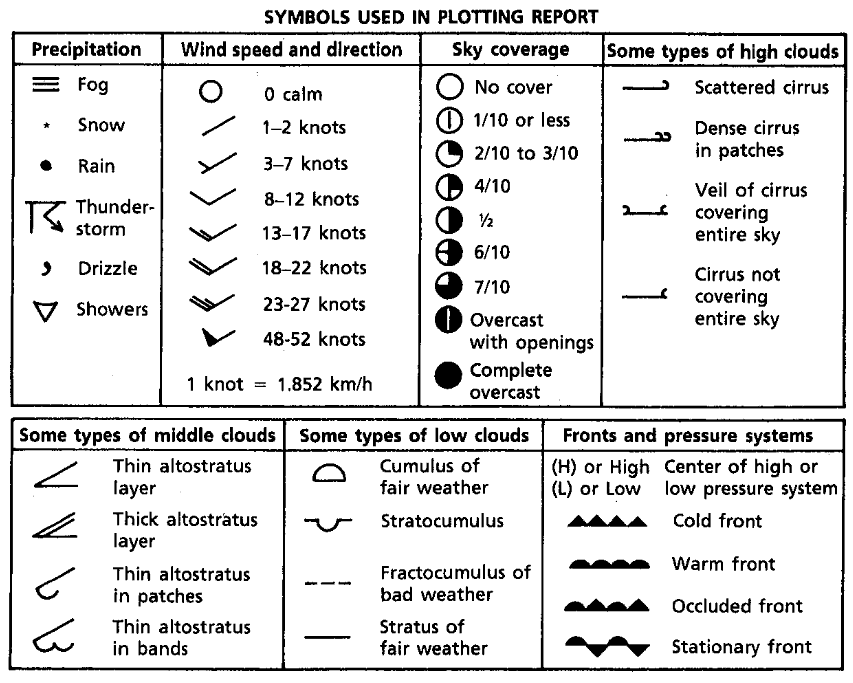 SYMBOLS USED IN PLOTTING REPORT
Precipitation
Fog
Snow
Rain
Thunder-
storm
Drizzle
Showers
Wind speed and direction
0 calm
1–2 knots
3–7 knots
8–12 knots
13–17 knots
18–22 knots
23-27 knots
48-52 knots
1 knot = 1.852 km/h
Sky coverage
No cover
1/10 or less
2/10 to 3/10
4/10
½
6/10
7/10
Overcast
with openings
Complete
overcast
Some types of high clouds
Scattered cirrus
Dense cirrus
in patches
Veil of cirrus
covering
entire sky
Cirrus not
covering
entire sky
Some types of middle clouds
Thin altostratus
layer
Thick altostratus
layer
Thin altostratus
in patches
Thin altostratus
in bands
Some types of low clouds
Cumulus of
fair weather
Stratocumulus
Fractocumulus of
bad weather
Stratus of
fair weather
Fronts and pressure systems
(H) or High Center of high or
(L) or Low low pressure system
Cold front
Warm front
Occluded front
Stationary front